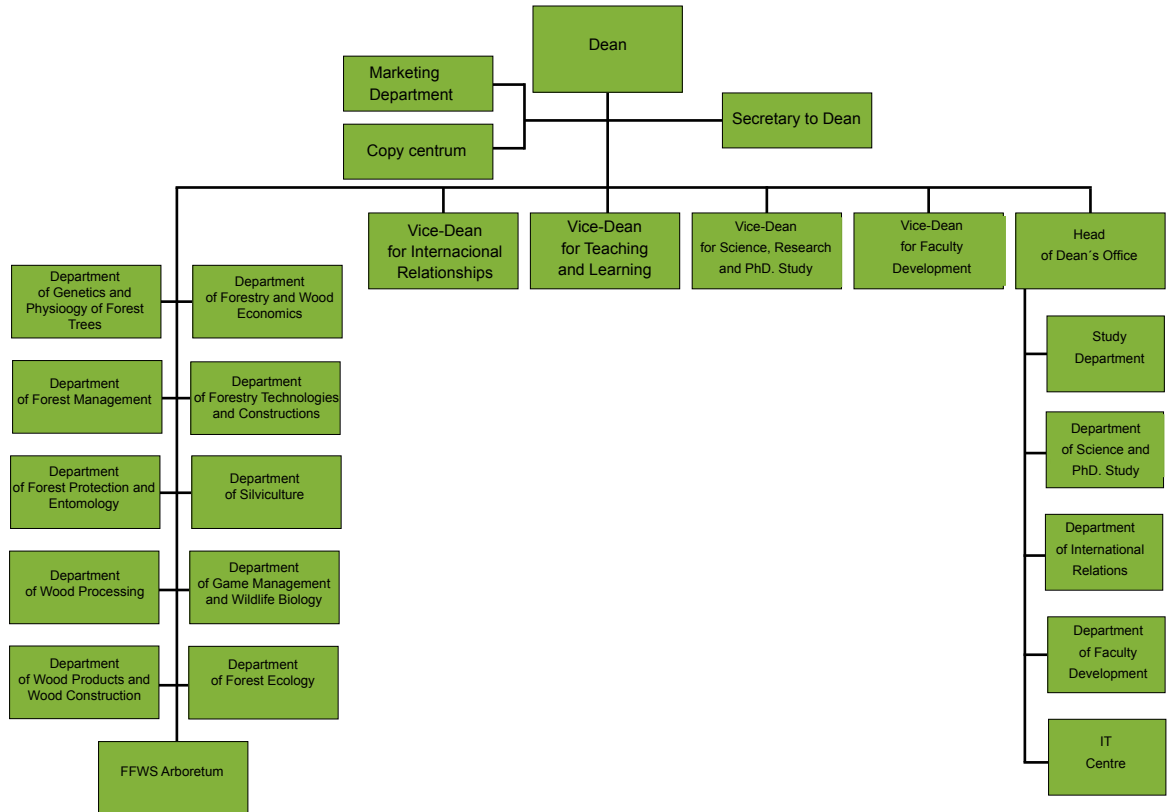 Dean
Marketing
Department
Copy centrum
Secretary to Dean
Vice-Dean
for Internacional
Relationships
Vice-Dean
for Teaching
and Learning
Vice-Dean
for Science, Research
and PhD. Study
Vice-Dean
for Faculty
Development
Head
of Dean´s Office
Department
of Genetics and
Physioogy of Forest
Trees
Department
of Forestry and Wood
Economics
Department
of Forest Management
Department
of Forestry Technologies
and Constructions
Department
of Forest Protection and
Entomology
Department
of Silviculture
Department
of Wood Processing
Department
of Game Management
and Wildlife Biology
Department
of Wood Products and
Wood Construction
Department
of Forest Ecology
FFWS Arboretum
Study
Department
Department
of Science and
PhD. Study
Department
of International
Relations
Department
of Faculty
Development
IT
Centre